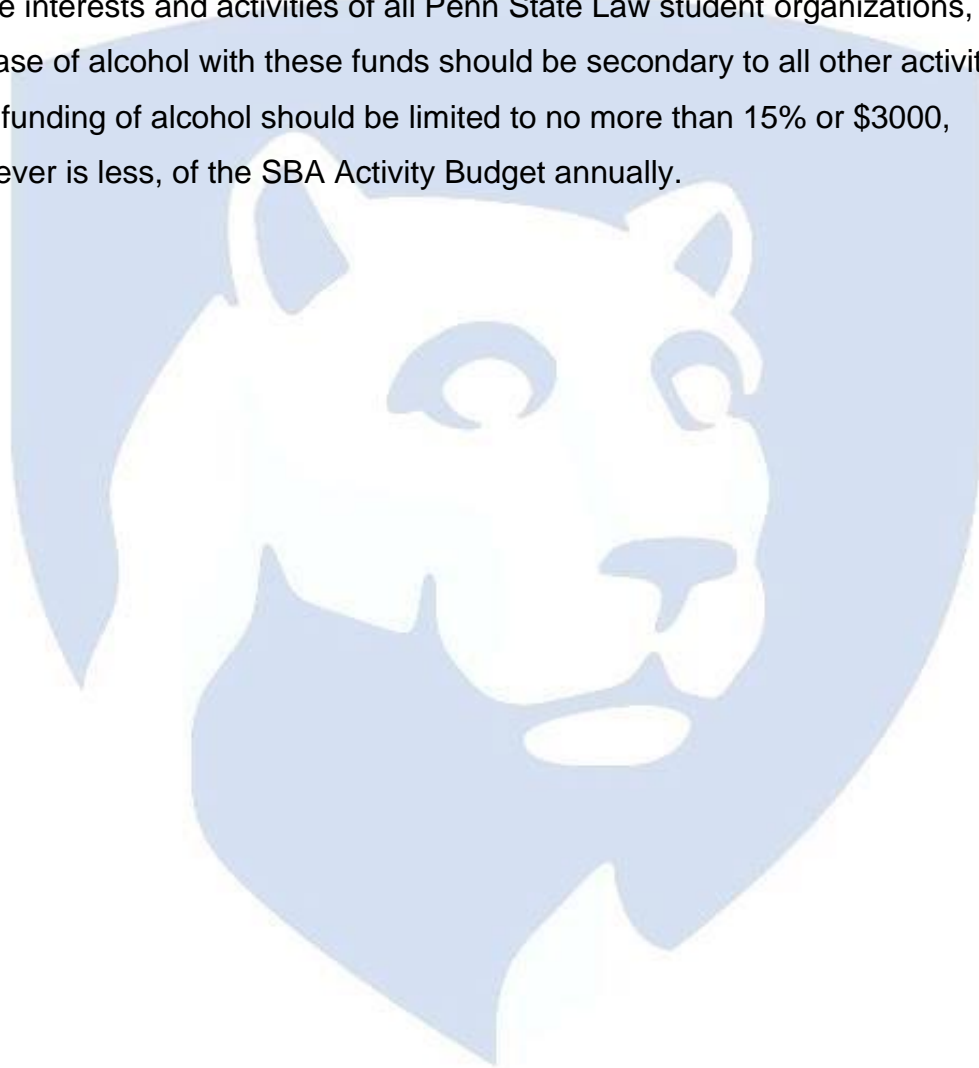 e interests and activities of all Penn State Law student organizations,
ase of alcohol with these funds should be secondary to all other activit
funding of alcohol should be limited to no more than 15% or $3000,
ever is less, of the SBA Activity Budget annually.